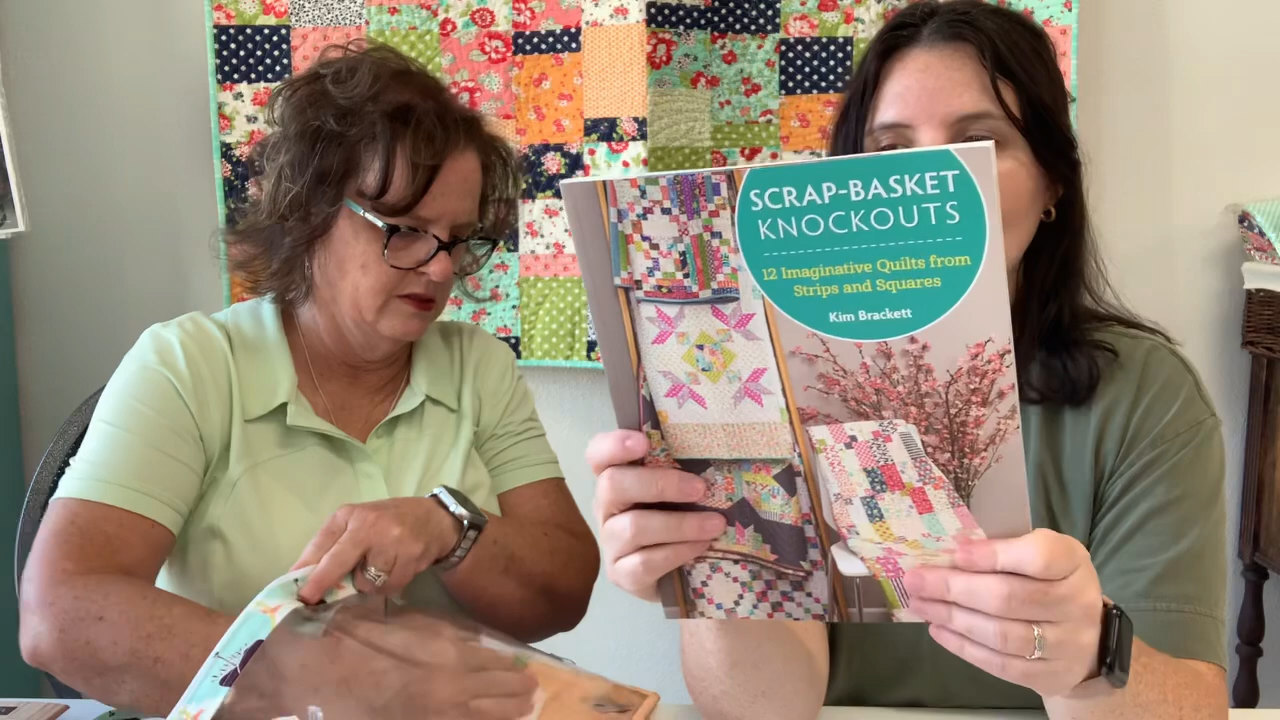 SCRAP-BASKET
KNOCKOUTS
12 Imaginative Quilts from
Strips and Squares
Kim Brackett